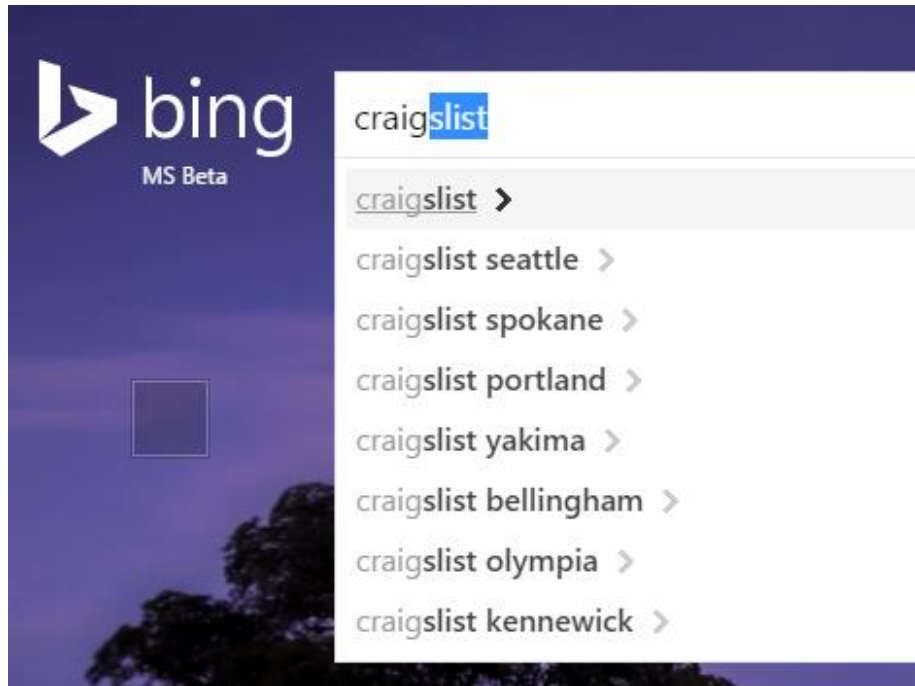 bing
MS Beta
craigslist
craigslist
craigslist seattle
craigslist spokane
craigslist portland
craigslist yakima
craigslist bellingham
craigslist olympia
craigslist kennewick